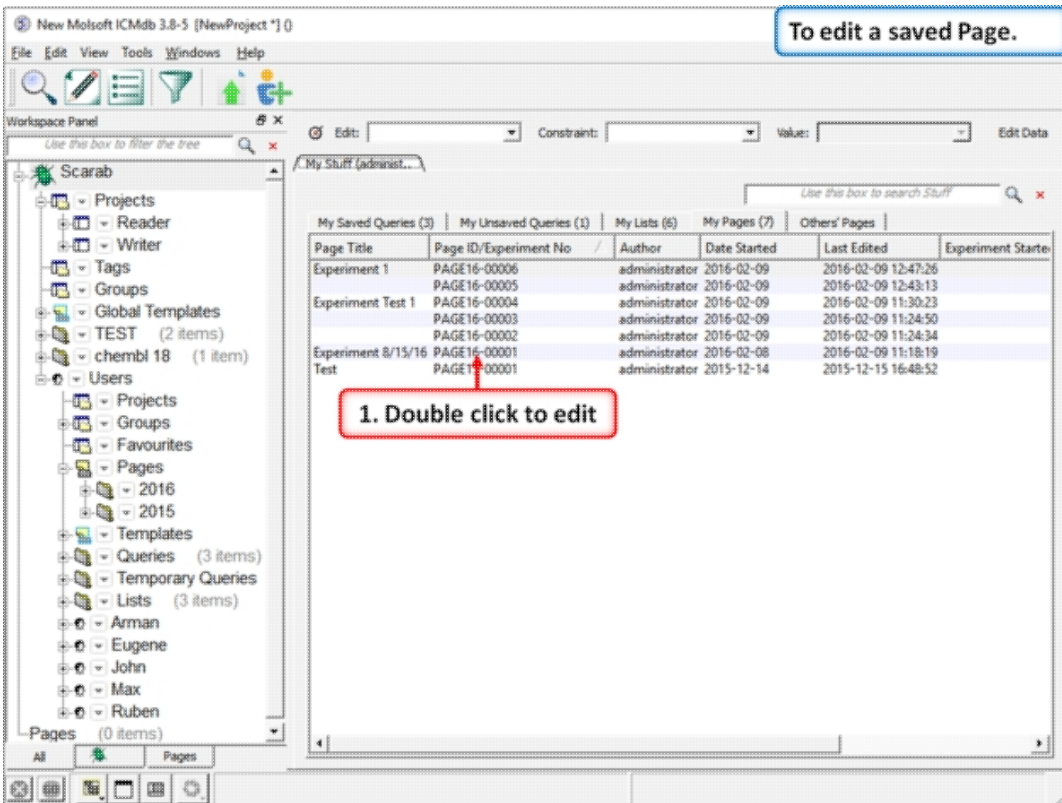 New Molsoft ICMdb 3.8-5 [NewProject *] ()
To edit a saved Page.
File Edit View Tools Windows Help
Workspace Panel
Use this box to filter the tree
Edit: Constraint: Value: Edit Data
My Stuff (administ...
Use this box to search Stuff
My Saved Queries (3) My Unsaved Queries (1) My Lists (6) My Pages (7) Others' Pages
Page Title Page ID/Experiment No Author Date Started Last Edited Experiment Starte
Experiment 1 PAGE16-00006 administrator 2016-02-09 2016-02-09 12:47:26
PAGE16-00005 administrator 2016-02-09 2016-02-09 12:43:13
Experiment Test 1 PAGE16-00004 administrator 2016-02-09 2016-02-09 11:30:23
PAGE16-00003 administrator 2016-02-09 2016-02-09 11:24:50
PAGE16-00002 administrator 2016-02-09 2016-02-09 11:24:34
Experiment 8/15/16 PAGE16-00001 administrator 2016-02-08 2016-02-09 11:18:19
Test PAGE15-00001 administrator 2015-12-14 2015-12-15 16:48:52
1. Double click to edit
Scarab
Projects
Reader
Writer
Tags
Groups
Global Templates
TEST (2 items)
chembl 18 (1 item)
Users
Projects
Groups
Favourites
Pages
2016
2015
Templates
Queries (3 items)
Temporary Queries
Lists (3 items)
Arman
Eugene
John
Max
Ruben
Pages (0 items)
All Pages